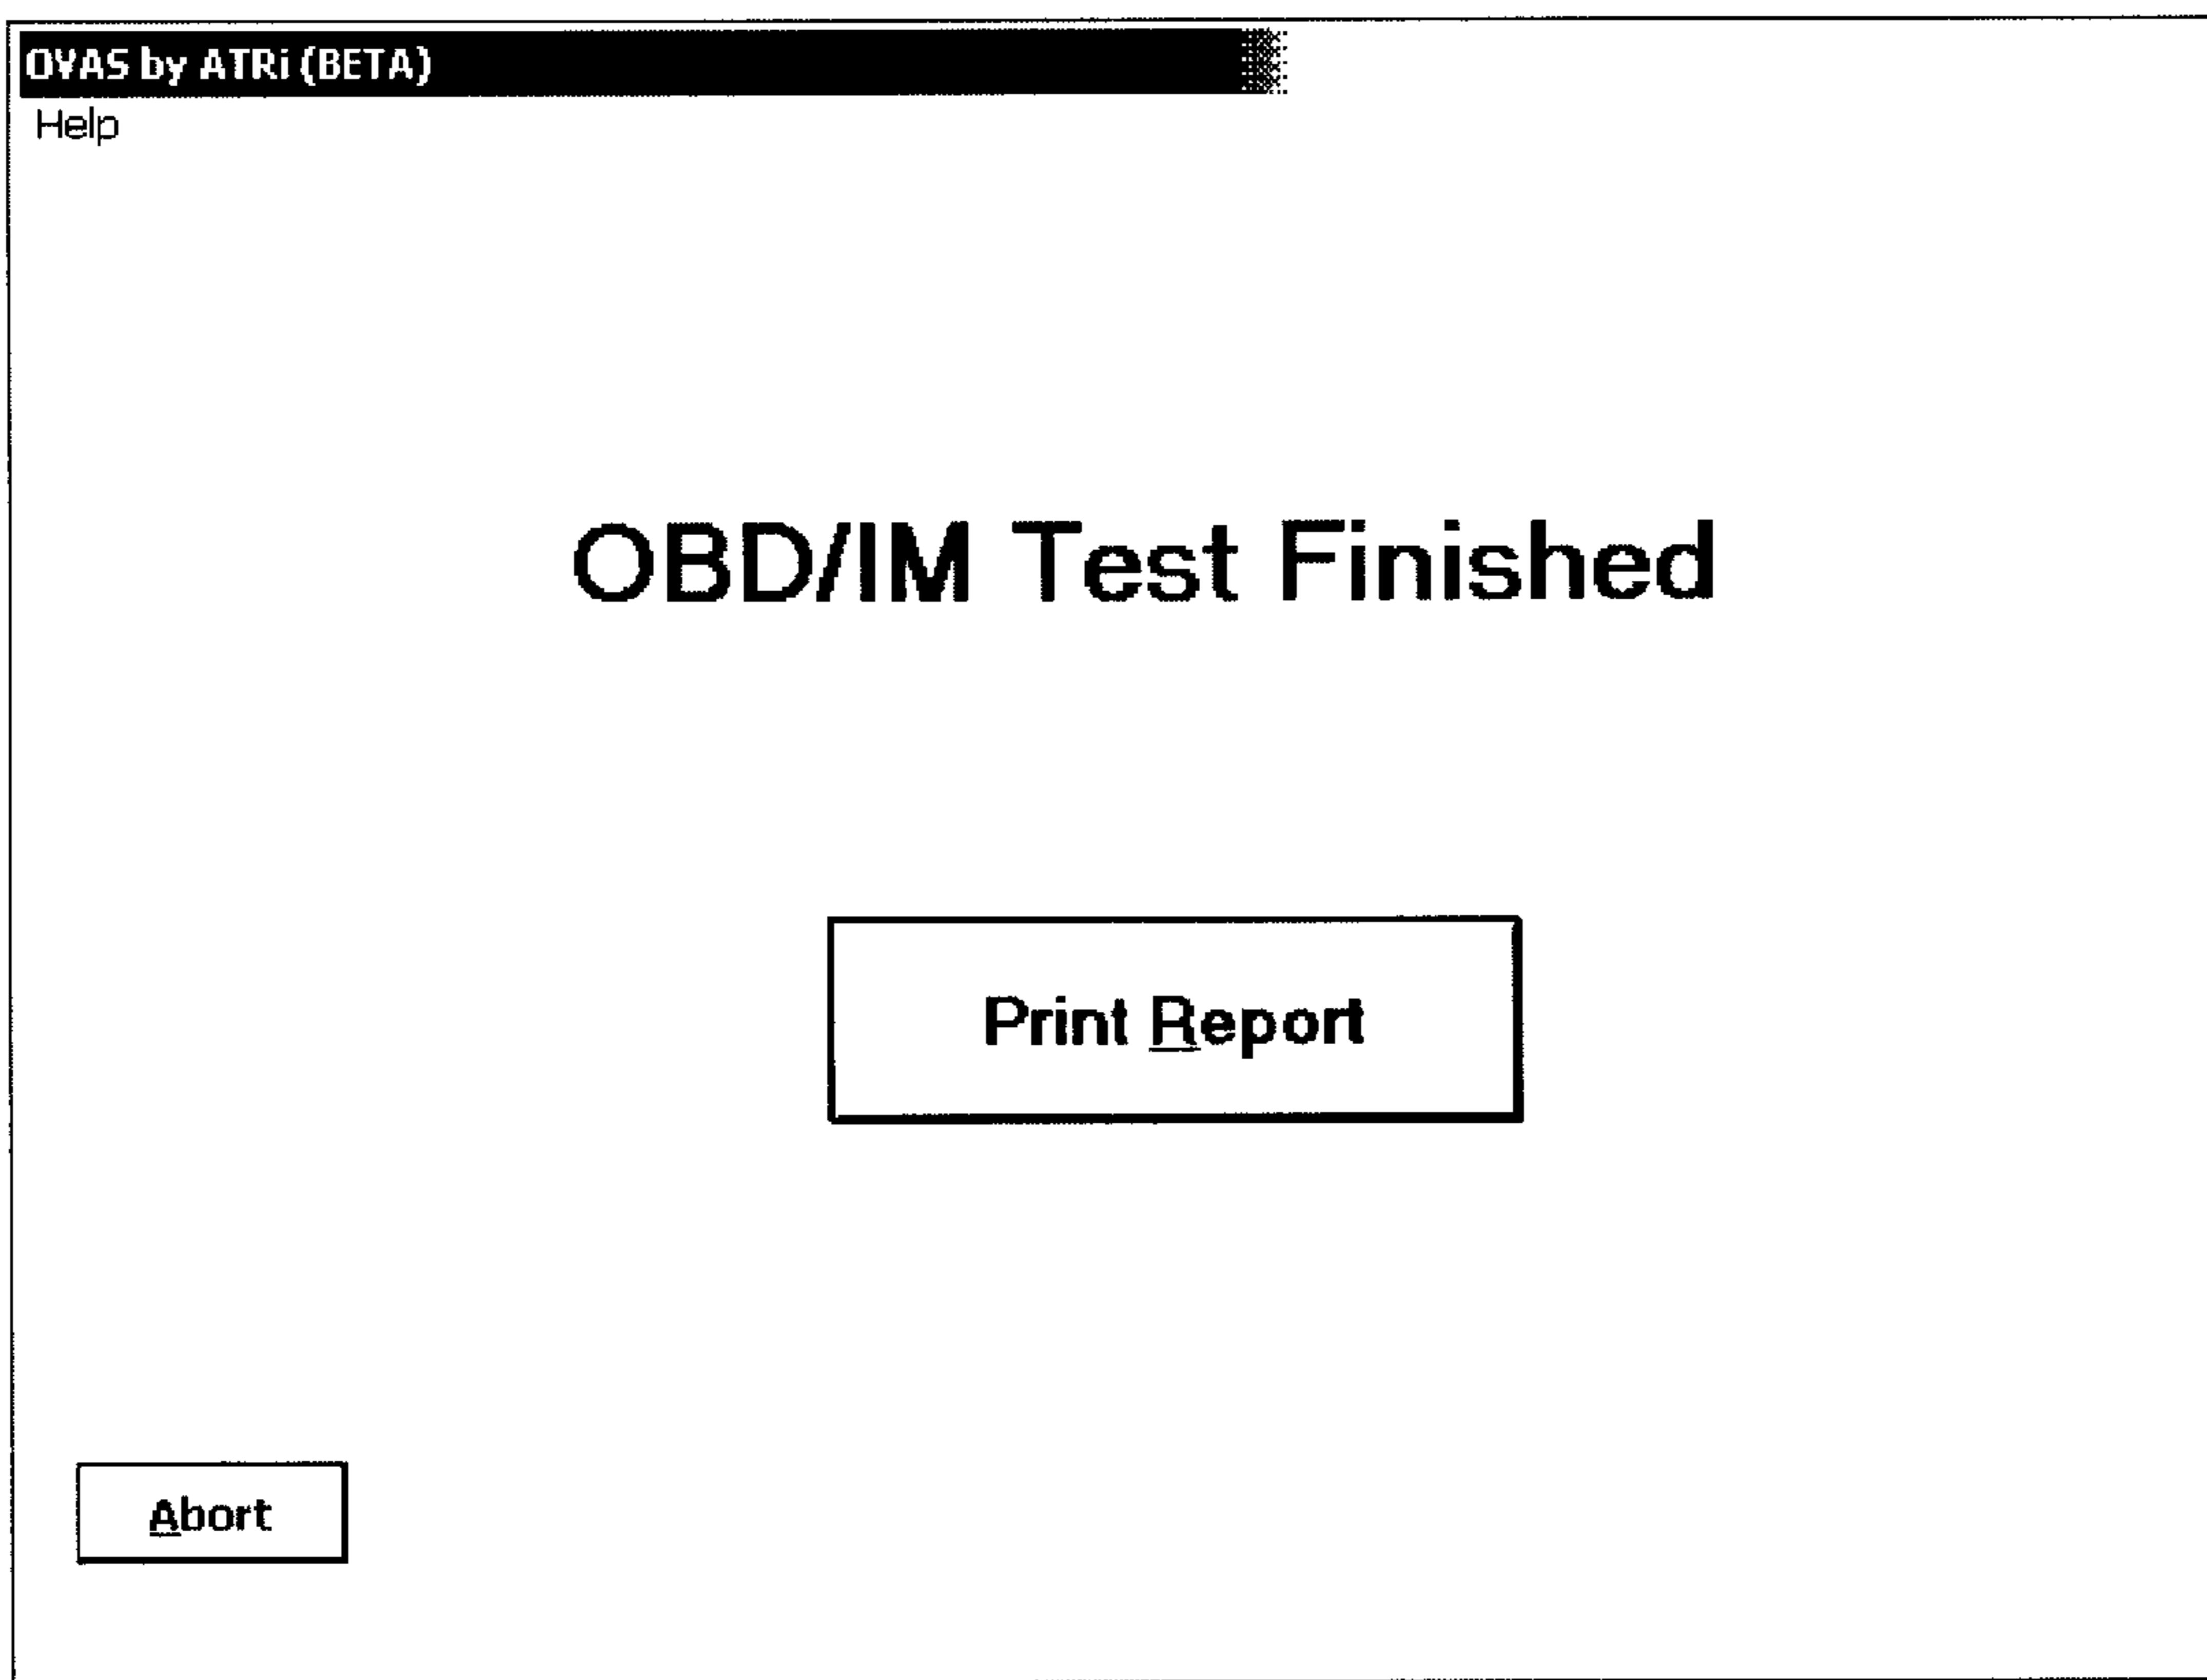 OVAS by ATRi (BETA)
Help
OBD/IM Test Finished
Print Report
Abort